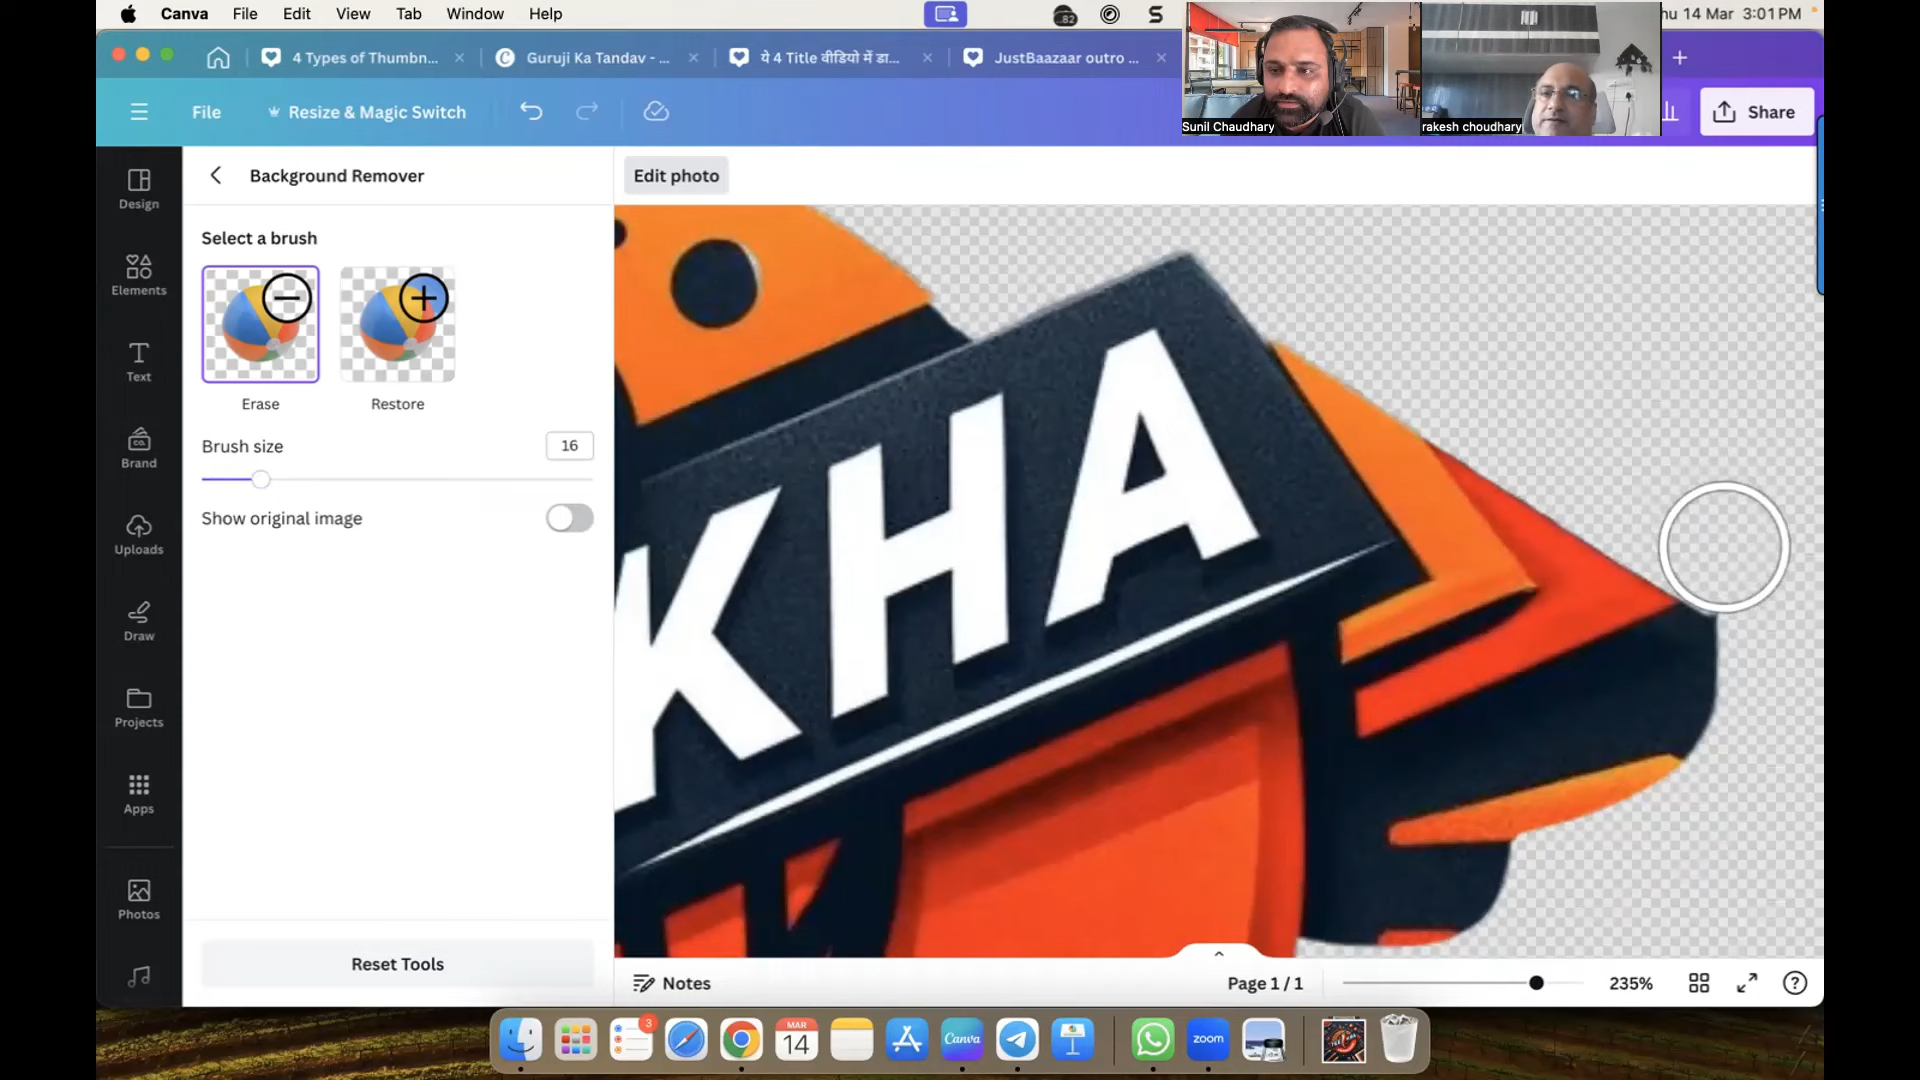 Canva File Edit View Tab Window Help
82
Thu 14 Mar 3:01 PM
4 Types of Thumbn...
Guruji Ka Tandav - ...
ये 4 Title वीडियो में डा...
JustBaazaar outro ...
File
Resize & Magic Switch
Share
Sunil Chaudhary
rakesh choudhary
Design
Elements
Text
Brand
Uploads
Draw
Projects
Apps
Photos
Background Remover
Select a brush
Erase
Restore
Brush size
16
Show original image
Reset Tools
Edit photo
KHA
Notes
Page 1 / 1
235%
3
MAR
14
Canva
zoom